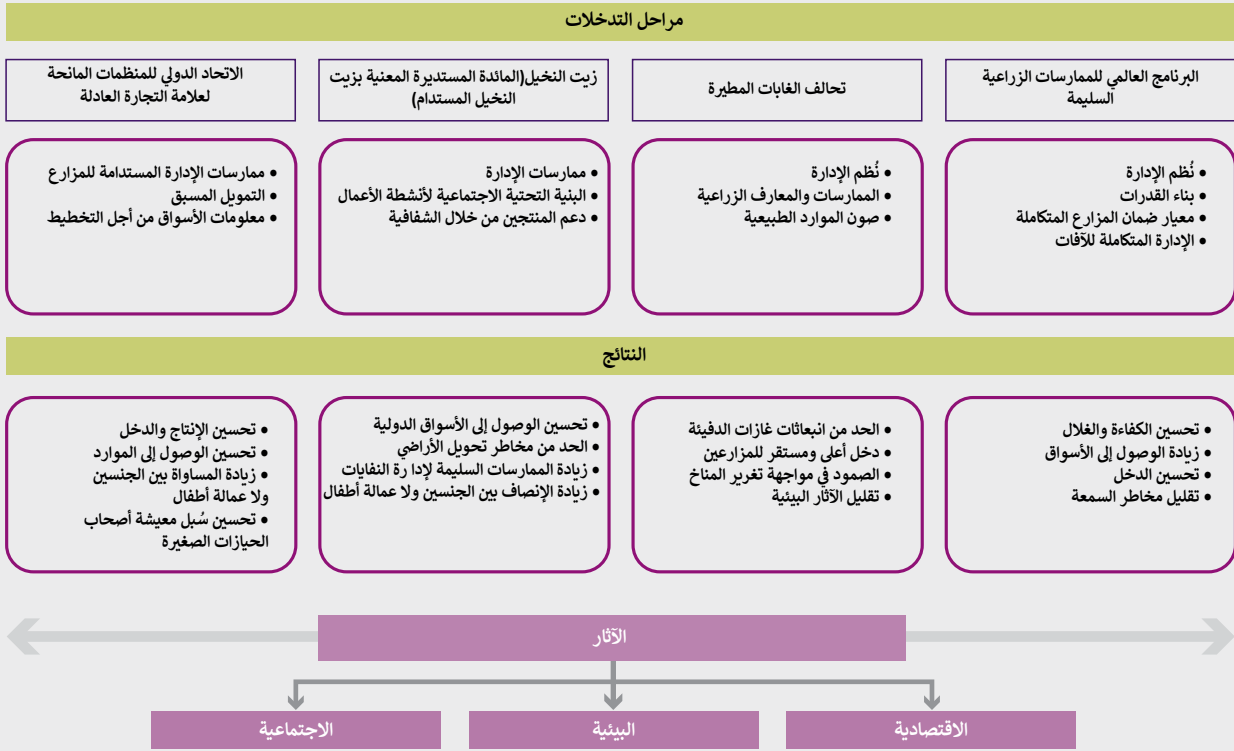 مراحل التدخلات
البرنامج العالمي للممارسات الزراعية
السليمة
تحالف الغابات المطيرة
زيت النخيل(المائدة المستديرة المعنية بزيت
النخيل المستدام)
الاتحاد الدولي للمنظمات المانحة
لعلامة التجارة العادلة
• نُظم الإدارة
• بناء القدرات
• معيار ضمان المزارع المتكاملة
• الإدارة المتكاملة للآفات
• نُظم الإدارة
• الممارسات والمعارف الزراعية
• صون الموارد الطبيعية
• ممارسات الإدارة
• البنية التحتية الاجتماعية لأنشطة الأعمال
• دعم المنتجين من خلال الشفافية
• ممارسات الإدارة المستدامة للمزارع
• التمويل المسبق
• معلومات الأسواق من أجل التخطيط
النتائج
• تحسين الكفاءة والغلال
• زيادة الوصول إلى الأسواق
• تحسين الدخل
• تقليل مخاطر السمعة
• الحد من انبعاثات غازات الدفيئة
• دخل أعلى ومستقر للمزارعين
• الصمود في مواجهة تغرير المناخ
• تقليل الآثار البيئية
• تحسين الوصول إلى الأسواق الدولية
• الحد من مخاطر تحويل الأراضي
• زيادة الممارسات السليمة لإدا رة النفايات
• زيادة الإنصاف بين الجنسين ولا عمالة أطفال
• تحسين الإنتاج والدخل
• تحسين الوصول إلى الموارد
• زيادة المساواة بين الجنسين
ولا عمالة أطفال
• تحسين سُبل معيشة أصحاب
الحيازات الصغيرة
الآثار
الاقتصادية
البيئية
الاجتماعية